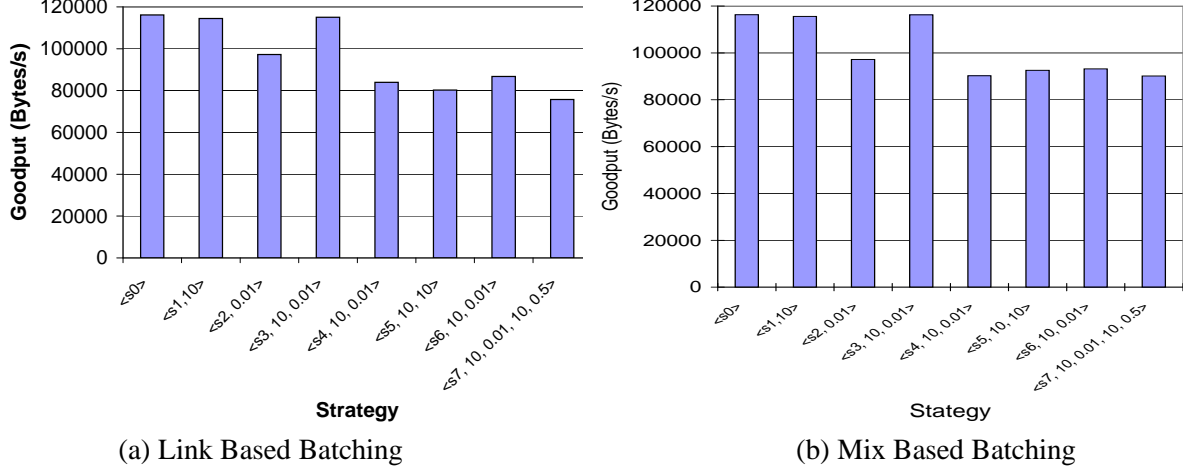 120000
100000
80000
60000
40000
20000
0
Goodput (Bytes/s)
<s0>
<s1,10>
<s2, 0.01>
<s3, 10, 0.01>
<s4, 10, 0.01>
<s5, 10, 10>
<s6, 10, 0.01>
<s7, 10, 0.01, 10, 0.5>
Strategy
(a) Link Based Batching
120000
100000
80000
60000
40000
20000
0
Goodput (Bytes/s)
<s0>
<s1,10>
<s2, 0.01>
<s3, 10, 0.01>
<s4, 10, 0.01>
<s5, 10, 10>
<s6, 10, 0.01>
<s7, 10, 0.01, 10, 0.5>
Stategy
(b) Mix Based Batching